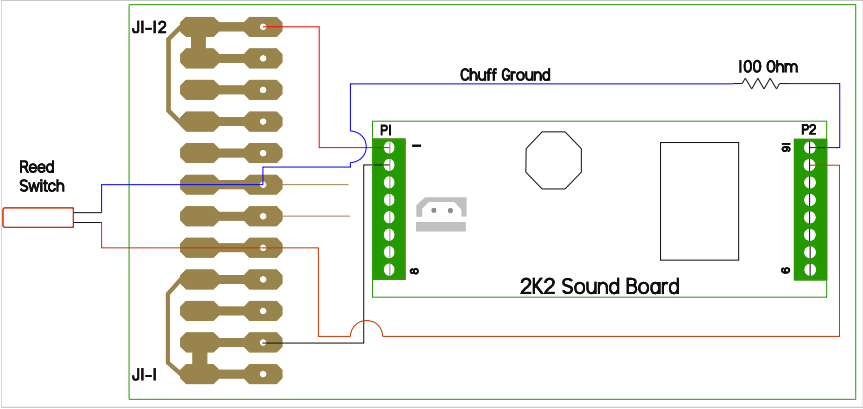 J1-12
100 Ohm
Chuff Ground
P1
P2
1
16
Reed
Switch
8
9
2K2 Sound Board
J1-1